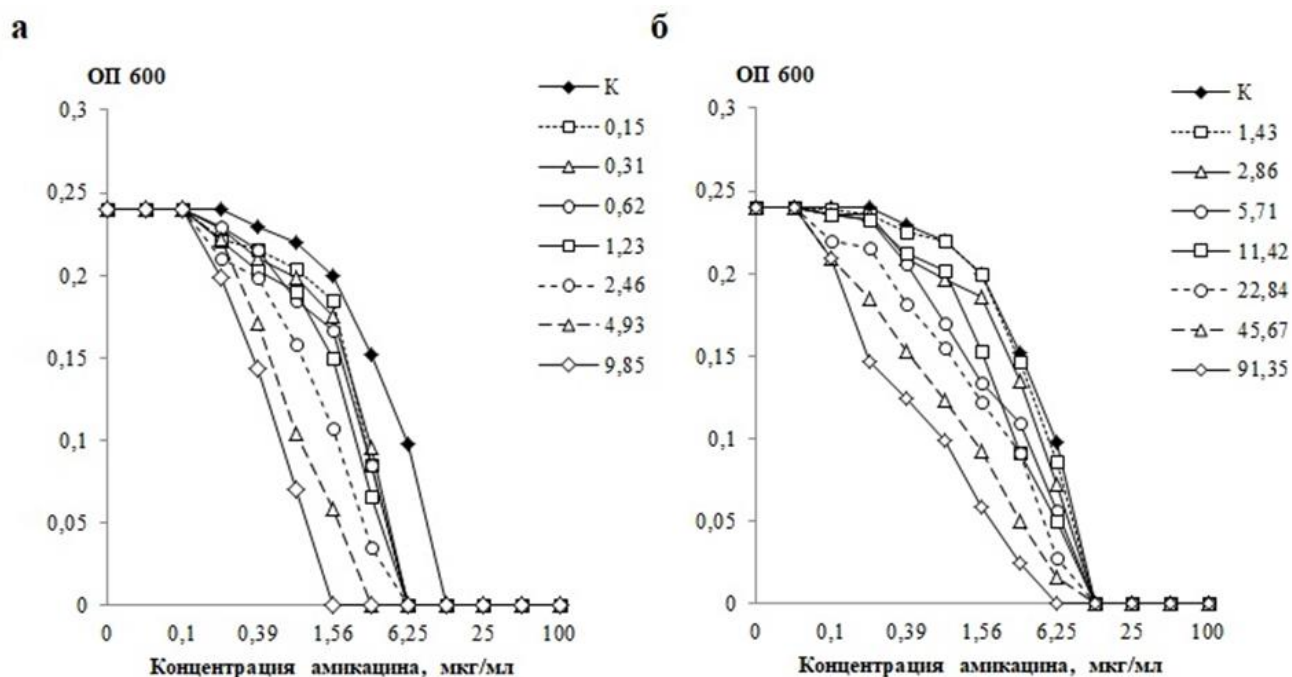 а
ОП 600
0,3
0,25
0,2
0,15
0,1
0,05
0
0 0,1 0,39 1,56 6,25 25 100
Концентрация амикацина, мкг/мл
К
0,15
0,31
0,62
1,23
2,46
4,93
9,85
б
ОП 600
0,3
0,25
0,2
0,15
0,1
0,05
0
0 0,1 0,39 1,56 6,25 25 100
Концентрация амикацина, мкг/мл
К
1,43
2,86
5,71
11,42
22,84
45,67
91,35